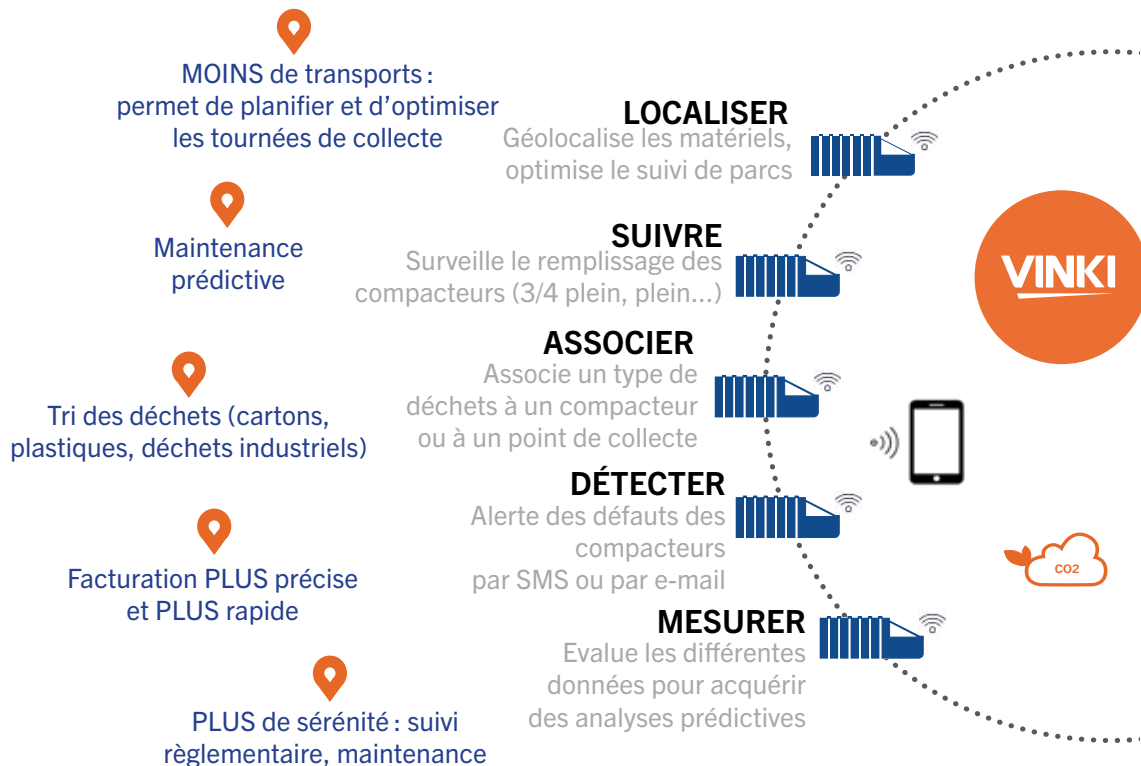 MOINS de transports :
permet de planifier et d'optimiser
les tournées de collecte
Maintenance
prédictive
Tri des déchets (cartons,
plastiques, déchets industriels)
Facturation PLUS précise
et PLUS rapide
PLUS de sérénité : suivi
règlementaire, maintenance
LOCALISER
Géolocalise les matériels,
optimise le suivi de parcs
SUIVRE
Surveille le remplissage des
compacteurs (3/4 plein, plein...)
ASSOCIER
Associe un type de
déchets à un compacteur
ou à un point de collecte
DÉTECTER
Alerte des défauts des
compacteurs
par SMS ou par e-mail
MESURER
Evalue les différentes
données pour acquérir
des analyses prédictives
VINKI
CO2